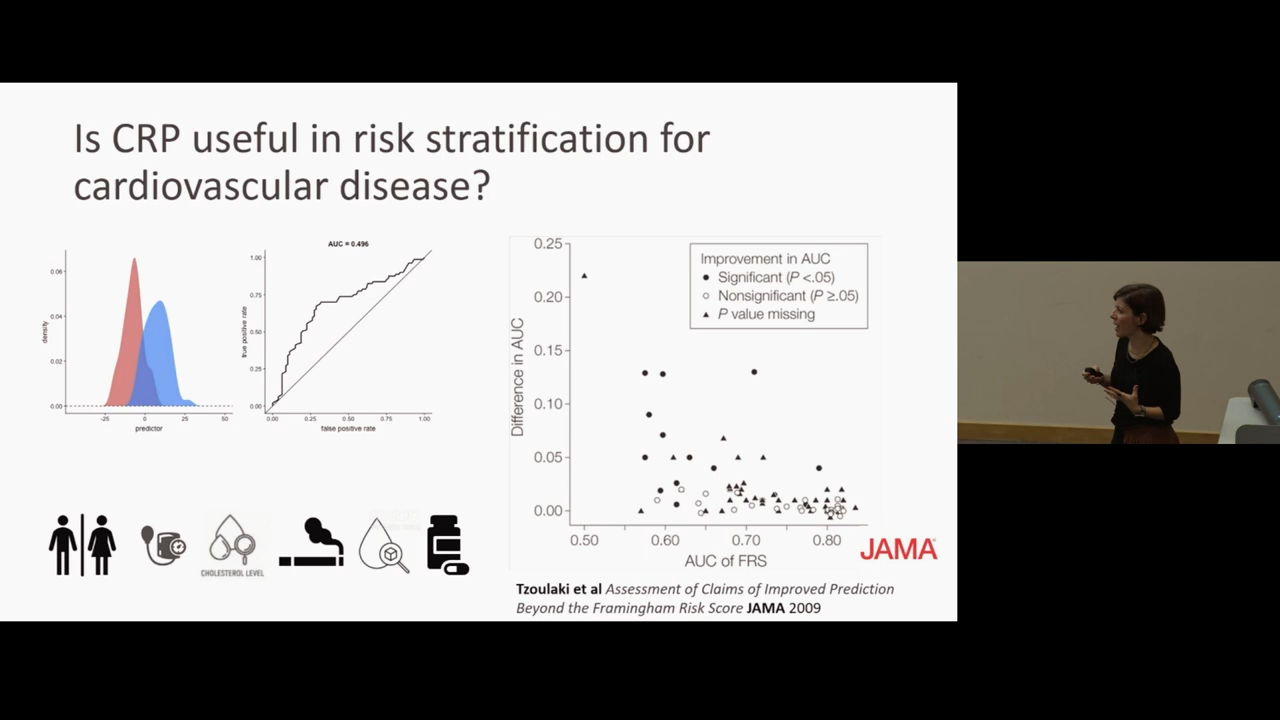 Is CRP useful in risk stratification for
cardiovascular disease?
AUC = 0.496
0.06
0.04
0.02
0.00
density
-25
0
25
50
predictor
1.00
0.75
0.50
0.25
0.00
true positive rate
0.00
0.25
0.50
0.75
1.00
false positive rate
0.25
0.20
0.15
0.10
0.05
0.00
Difference in AUC
Improvement in AUC
Significant (P <.05)
Nonsignificant (P ≥.05)
P value missing
0.50
0.60
0.70
0.80
AUC of FRS
JAMA
CHOLESTEROL LEVEL
Tzoulaki et al Assessment of Claims of Improved Prediction
Beyond the Framingham Risk Score JAMA 2009